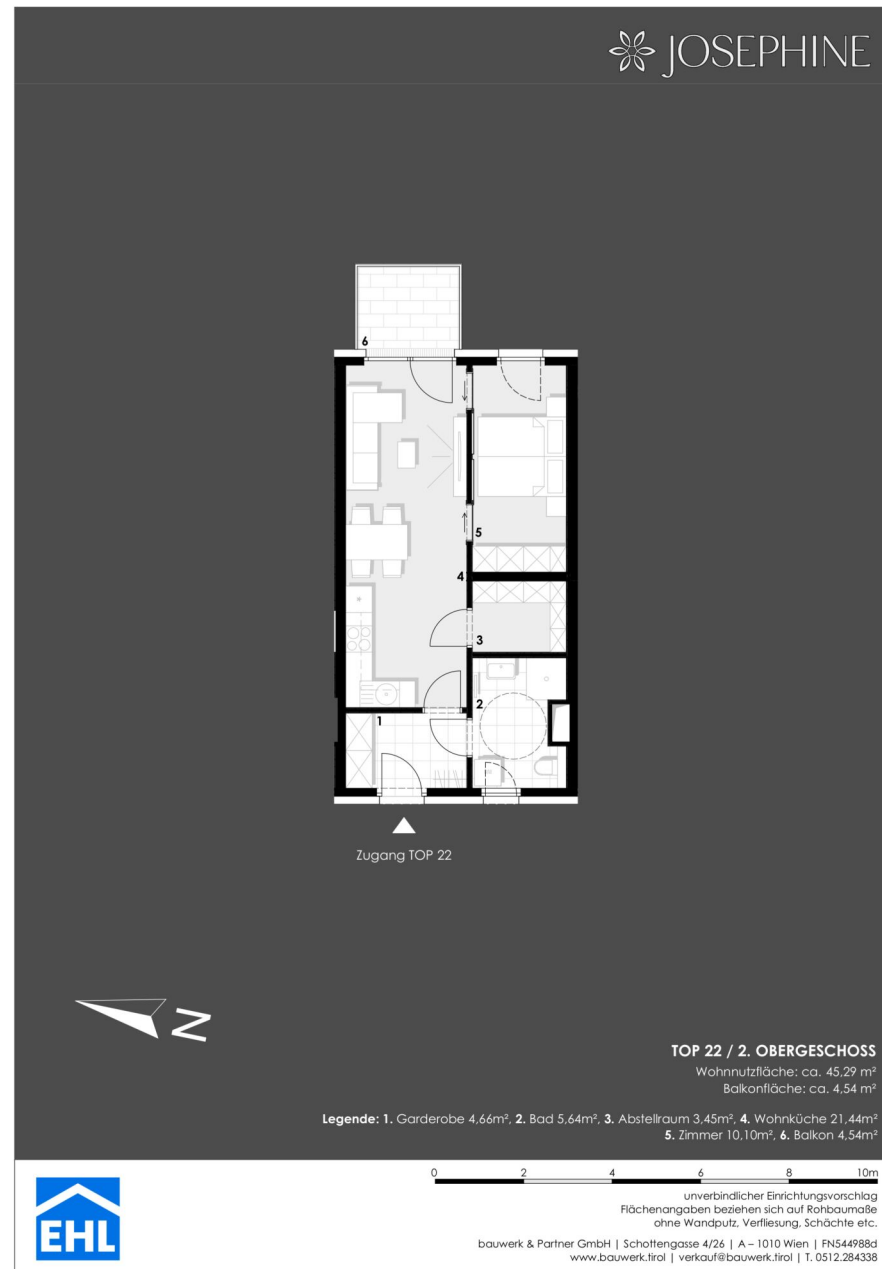 JOSEPHINE
6
5
4
3
2
1
Zugang TOP 22
N
TOP 22 / 2. OBERGESCHOSS
Wohnnutzfläche: ca. 45,29 m²
Balkonfläche: ca. 4,54 m²
Legende: 1. Garderobe 4,66m², 2. Bad 5,64m², 3. Abstellraum 3,45m², 4. Wohnküche 21,44m²
5. Zimmer 10,10m², 6. Balkon 4,54m²
0 2 4 6 8 10m
unverbindlicher Einrichtungsvorschlag
Flächenangaben beziehen sich auf Rohbaumaße
ohne Wandputz, Verfliesung, Schächte etc.
EHL
bauwerk & Partner GmbH | Schottengasse 4/26 | A – 1010 Wien | FN544988d
www.bauwerk.tirol | verkauf@bauwerk.tirol | T. 0512.284338